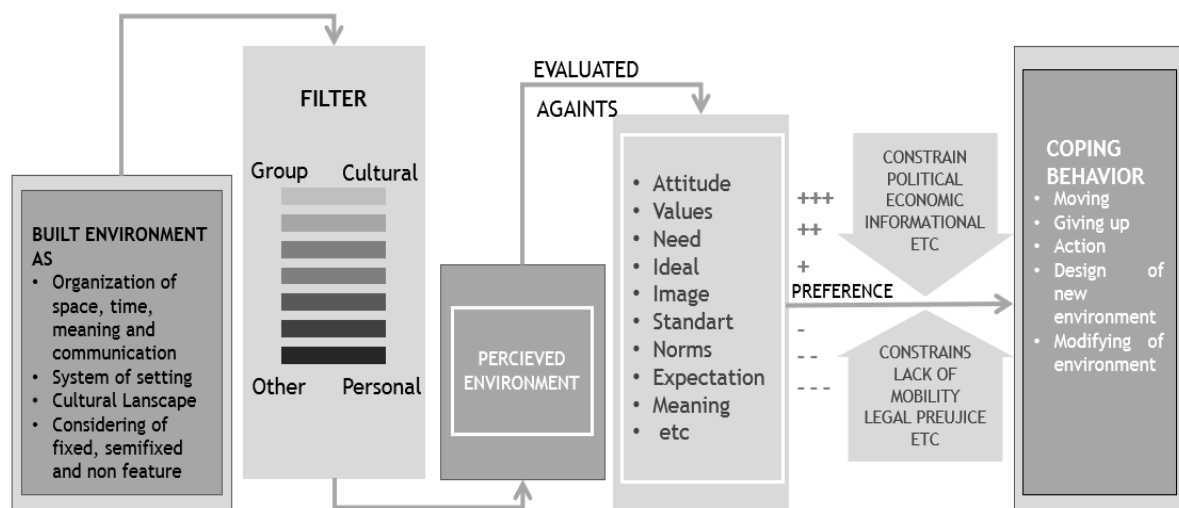 BUILT ENVIRONMENT
AS
• Organization of
space, time,
meaning and
communication
• System of setting
• Cultural Lanscape
• Considering of
fixed, semifixed
and non feature
FILTER
Group Cultural
Other Personal
PERCIEVED
ENVIRONMENT
EVALUATED
AGAINTS
• Attitude
• Values
• Need
• Ideal
• Image
• Standart
• Norms
• Expectation
• Meaning
• etc
+++
++
+
PREFERENCE
-
- -
- - -
CONSTRAIN
POLITICAL
ECONOMIC
INFORMATIONAL
ETC
CONSTRAINS
LACK OF
MOBILITY
LEGAL PREUJICE
ETC
COPING
BEHAVIOR
• Moving
• Giving up
• Action
• Design of
new
environment
• Modifying of
environment